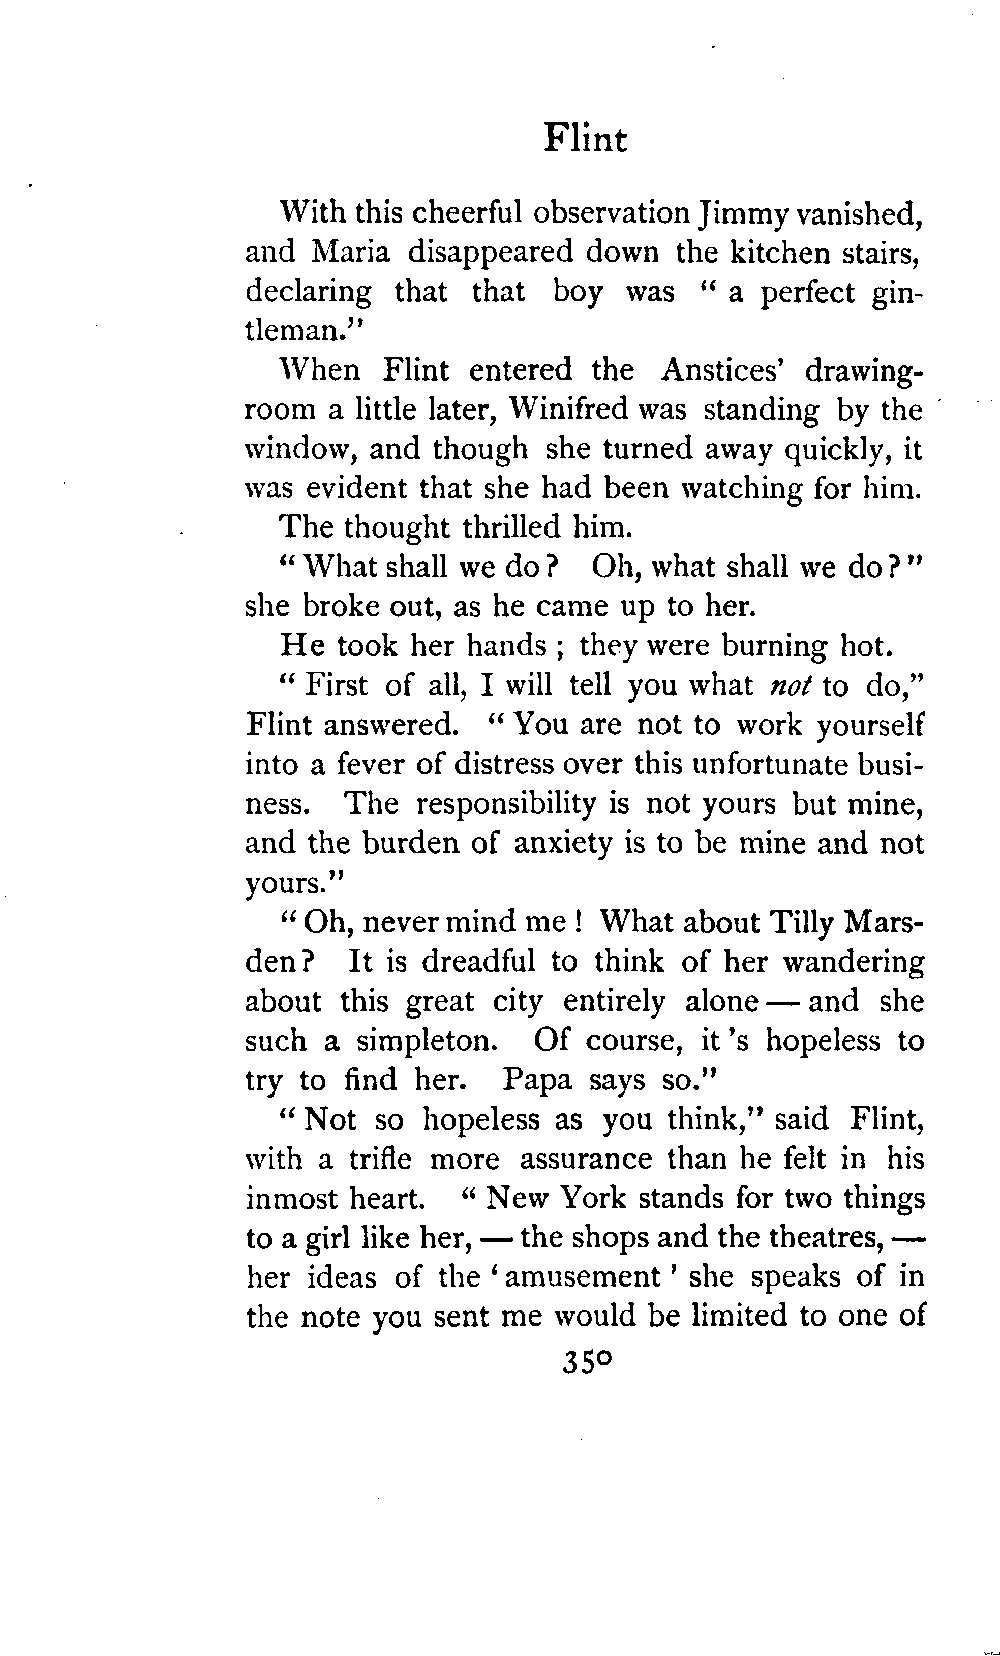 Flint
With this cheerful observation Jimmy vanished,
and Maria disappeared down the kitchen stairs,
declaring that that boy was “ a perfect gin-
tleman.”
When Flint entered the Anstices’ drawing-
room a little later, Winifred was standing by the
window, and though she turned away quickly, it
was evident that she had been watching for him.
The thought thrilled him.
“ What shall we do ? Oh, what shall we do ? ”
she broke out, as he came up to her.
He took her hands ; they were burning hot.
“ First of all, I will tell you what not to do,”
Flint answered. “ You are not to work yourself
into a fever of distress over this unfortunate busi-
ness. The responsibility is not yours but mine,
and the burden of anxiety is to be mine and not
yours.”
“ Oh, never mind me ! What about Tilly Mars-
den ? It is dreadful to think of her wandering
about this great city entirely alone — and she
such a simpleton. Of course, it ’s hopeless to
try to find her. Papa says so.”
“ Not so hopeless as you think,” said Flint,
with a trifle more assurance than he felt in his
inmost heart. “ New York stands for two things
to a girl like her, — the shops and the theatres, —
her ideas of the ‘ amusement ’ she speaks of in
the note you sent me would be limited to one of
350